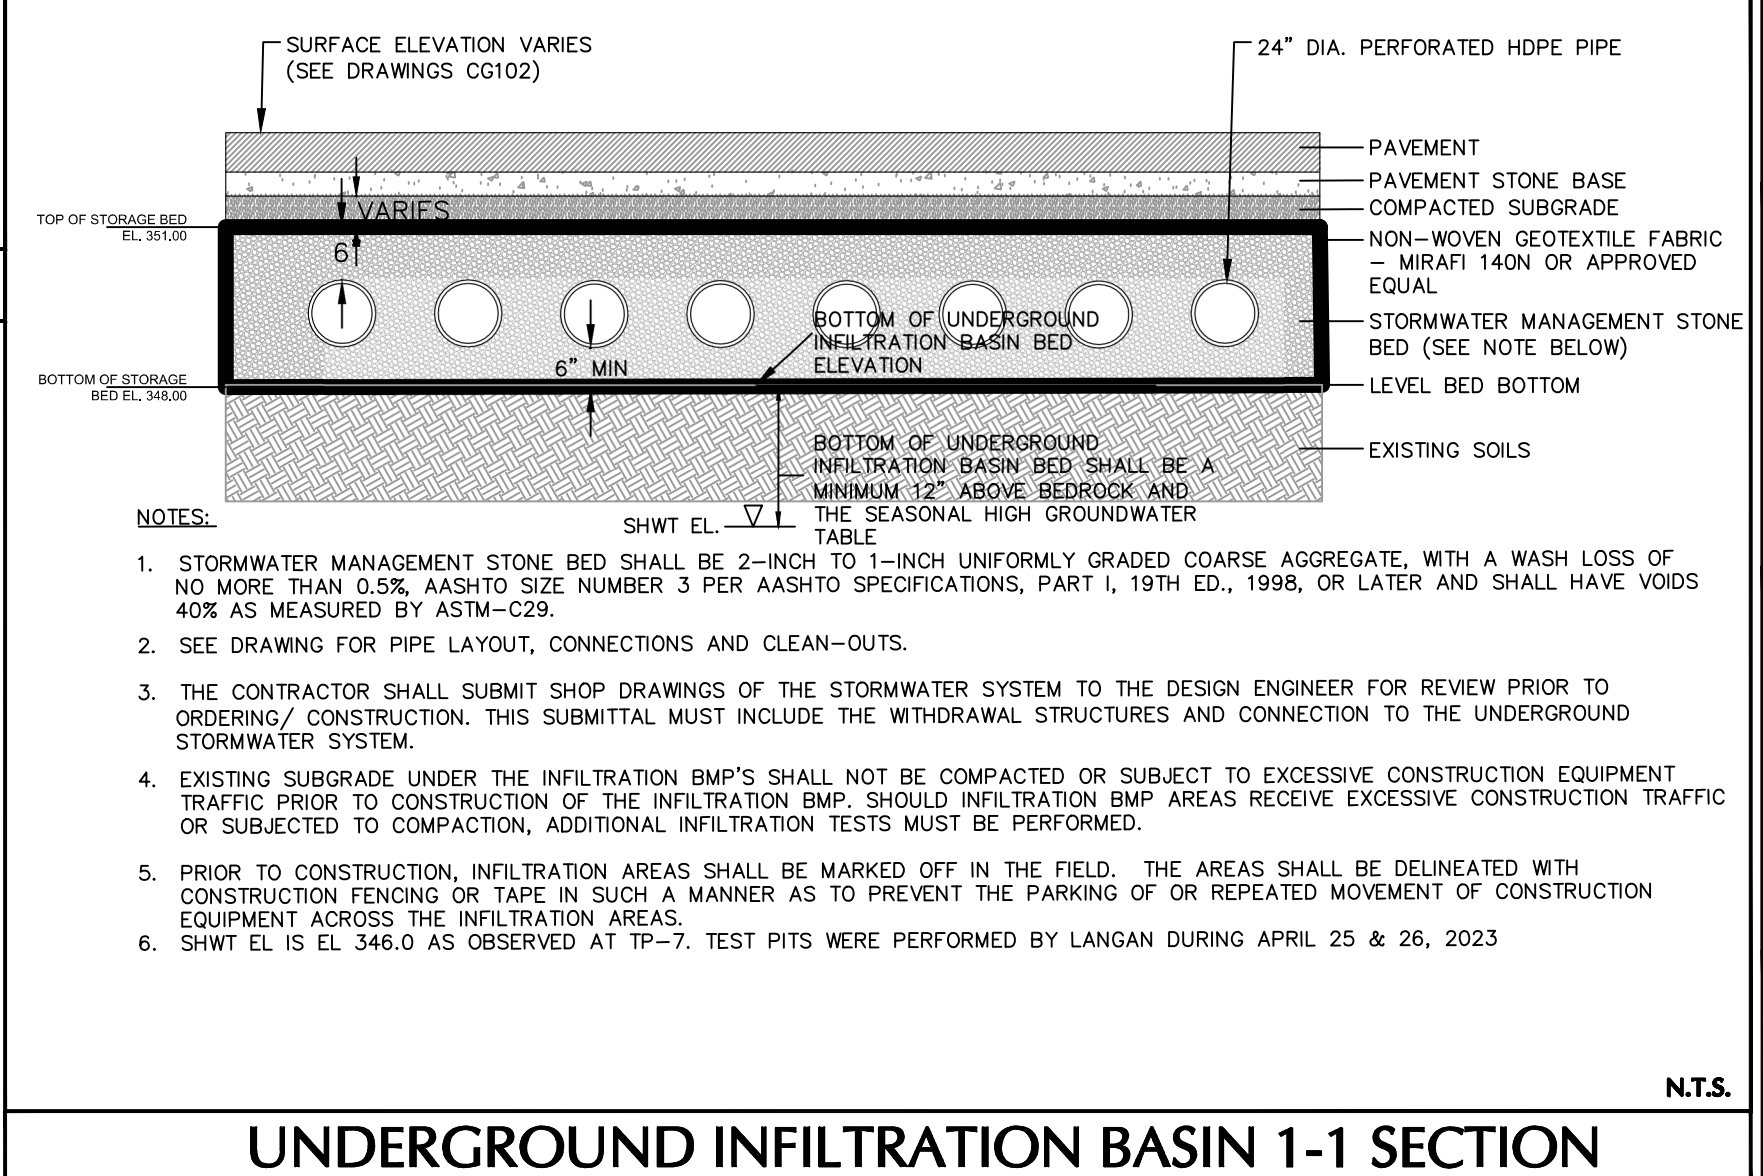 SURFACE ELEVATION VARIES
(SEE DRAWINGS CG102)
24" DIA. PERFORATED HDPE PIPE
PAVEMENT
PAVEMENT STONE BASE
COMPACTED SUBGRADE
NON-WOVEN GEOTEXTILE FABRIC
- MIRAFI 140N OR APPROVED
EQUAL
STORMWATER MANAGEMENT STONE
BED (SEE NOTE BELOW)
LEVEL BED BOTTOM
EXISTING SOILS
TOP OF STORAGE BED
EL. 351.00
VARIES
6"
BOTTOM OF STORAGE
BED EL. 348.00
6" MIN
BOTTOM OF UNDERGROUND
INFILTRATION BASIN BED
ELEVATION
BOTTOM OF UNDERGROUND
INFILTRATION BASIN BED SHALL BE A
MINIMUM 12" ABOVE BEDROCK AND
THE SEASONAL HIGH GROUNDWATER
TABLE
SHWT EL.
NOTES:
1. STORMWATER MANAGEMENT STONE BED SHALL BE 2-INCH TO 1-INCH UNIFORMLY GRADED COARSE AGGREGATE, WITH A WASH LOSS OF
NO MORE THAN 0.5%, AASHTO SIZE NUMBER 3 PER AASHTO SPECIFICATIONS, PART I, 19TH ED., 1998, OR LATER AND SHALL HAVE VOIDS
40% AS MEASURED BY ASTM-C29.
2. SEE DRAWING FOR PIPE LAYOUT, CONNECTIONS AND CLEAN-OUTS.
3. THE CONTRACTOR SHALL SUBMIT SHOP DRAWINGS OF THE STORMWATER SYSTEM TO THE DESIGN ENGINEER FOR REVIEW PRIOR TO
ORDERING/ CONSTRUCTION. THIS SUBMITTAL MUST INCLUDE THE WITHDRAWAL STRUCTURES AND CONNECTION TO THE UNDERGROUND
STORMWATER SYSTEM.
4. EXISTING SUBGRADE UNDER THE INFILTRATION BMP'S SHALL NOT BE COMPACTED OR SUBJECT TO EXCESSIVE CONSTRUCTION EQUIPMENT
TRAFFIC PRIOR TO CONSTRUCTION OF THE INFILTRATION BMP. SHOULD INFILTRATION BMP AREAS RECEIVE EXCESSIVE CONSTRUCTION TRAFFIC
OR SUBJECTED TO COMPACTION, ADDITIONAL INFILTRATION TESTS MUST BE PERFORMED.
5. PRIOR TO CONSTRUCTION, INFILTRATION AREAS SHALL BE MARKED OFF IN THE FIELD. THE AREAS SHALL BE DELINEATED WITH
CONSTRUCTION FENCING OR TAPE IN SUCH A MANNER AS TO PREVENT THE PARKING OF OR REPEATED MOVEMENT OF CONSTRUCTION
EQUIPMENT ACROSS THE INFILTRATION AREAS.
6. SHWT EL IS EL 346.0 AS OBSERVED AT TP-7. TEST PITS WERE PERFORMED BY LANGAN DURING APRIL 25 & 26, 2023
N.T.S.
UNDERGROUND INFILTRATION BASIN 1-1 SECTION